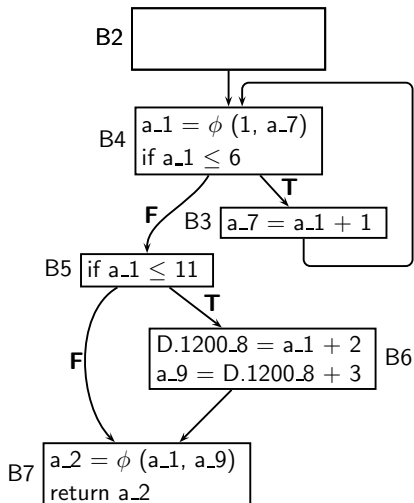 B2
B4
a_1 = ϕ (1, a_7)
if a_1 ≤ 6
T
F
B3
a_7 = a_1 + 1
B5
if a_1 ≤ 11
T
F
D.1200_8 = a_1 + 2
a_9 = D.1200_8 + 3
B6
B7
a_2 = ϕ (a_1, a_9)
return a_2